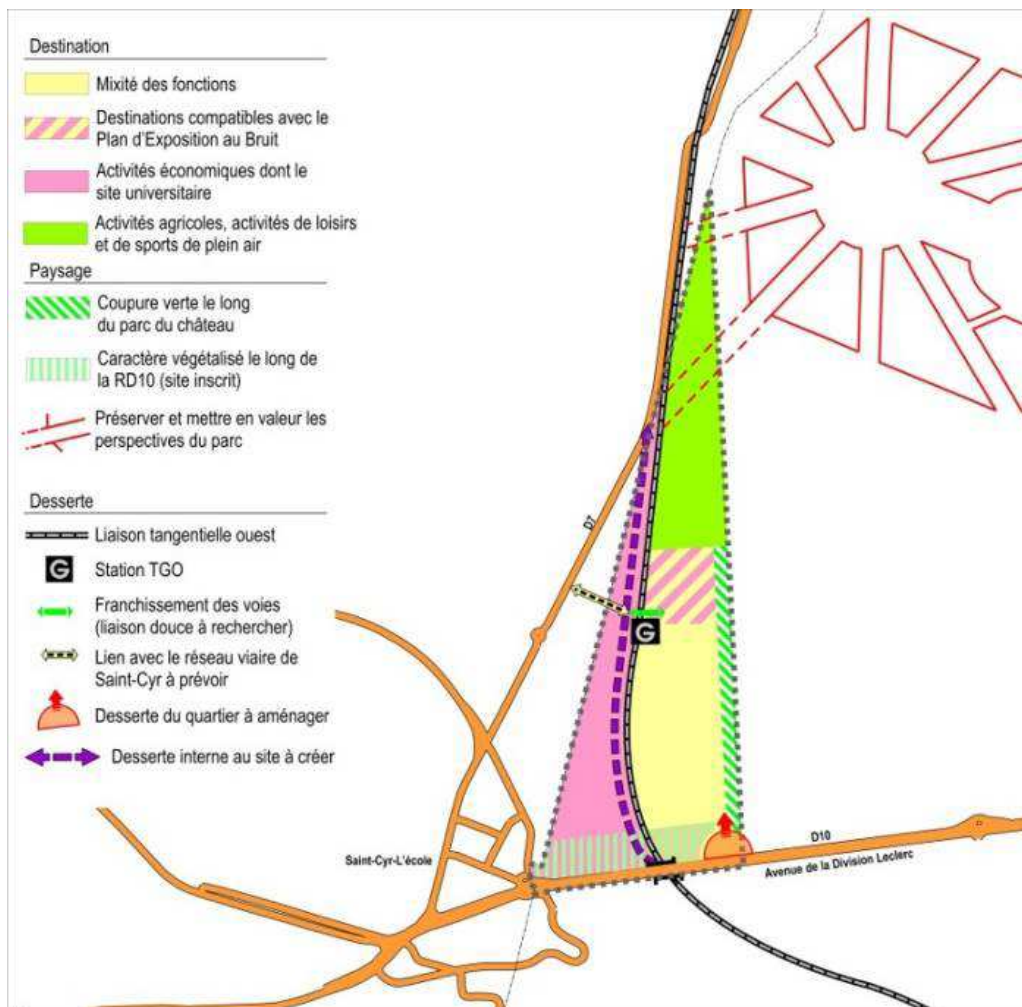 Destination
Mixité des fonctions
Destinations compatibles avec le
Plan d'Exposition au Bruit
Activités économiques dont le
site universitaire
Activités agricoles, activités de loisirs
et de sports de plein air
Paysage
Coupure verte le long
du parc du château
Caractère végétalisé le long de
la RD10 (site inscrit)
Préserver et mettre en valeur les
perspectives du parc
Desserte
Liaison tangentielle ouest
G
Station TGO
Franchissement des voies
(liaison douce à rechercher)
Lien avec le réseau viaire de
Saint-Cyr à prévoir
Desserte du quartier à aménager
Desserte interne au site à créer
D7
G
Saint-Cyr-L'école
D10
Avenue de la Division Leclerc